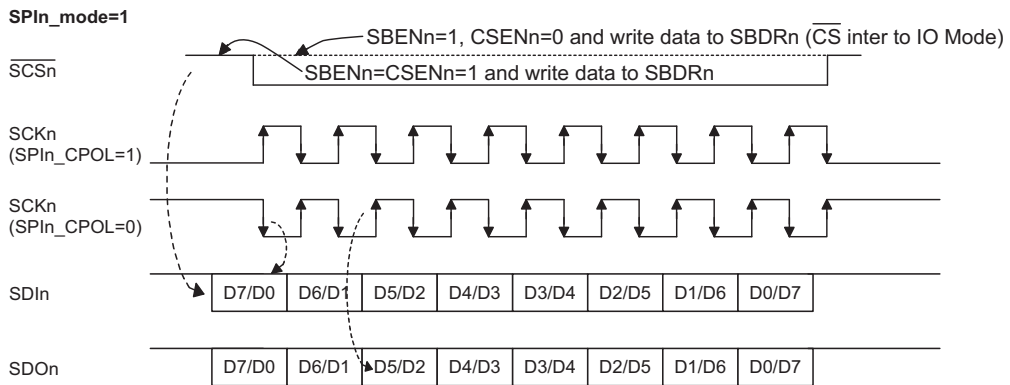 SPIn_mode=1
SBENn=1, CSENn=0 and write data to SBDRn (CS inter to IO Mode)
SCSn
SBENn=CSENn=1 and write data to SBDRn
SCKn
(SPIn_CPOL=1)
SCKn
(SPIn_CPOL=0)
SDIn D7/D0 D6/D1 D5/D2 D4/D3 D3/D4 D2/D5 D1/D6 D0/D7
SDOn D7/D0 D6/D1 D5/D2 D4/D3 D3/D4 D2/D5 D1/D6 D0/D7